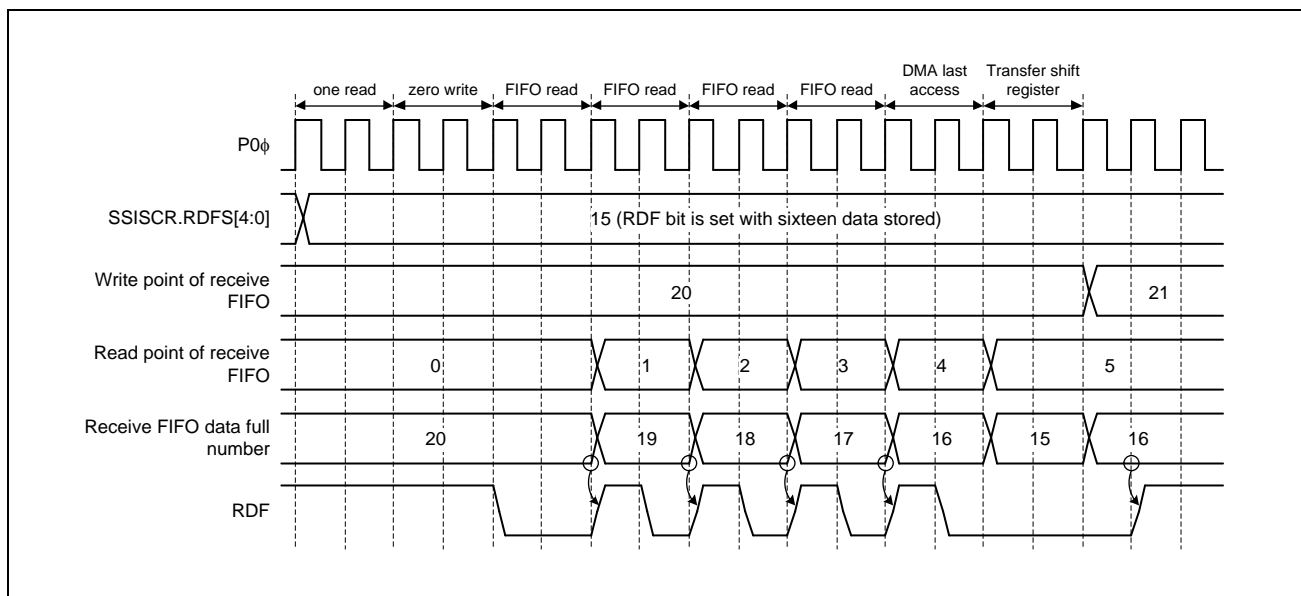 DMA last
Transfer shift
one read
zero write
FIFO read
FIFO read
FIFO read
FIFO read
access
register
P0ϕ
SSISCR.RDFS[4:0]
15 (RDF bit is set with sixteen data stored)
Write point of receive
FIFO
20
21
Read point of receive
FIFO
0
1
2
3
4
5
Receive FIFO data full
number
20
19
18
17
16
15
16
RDF